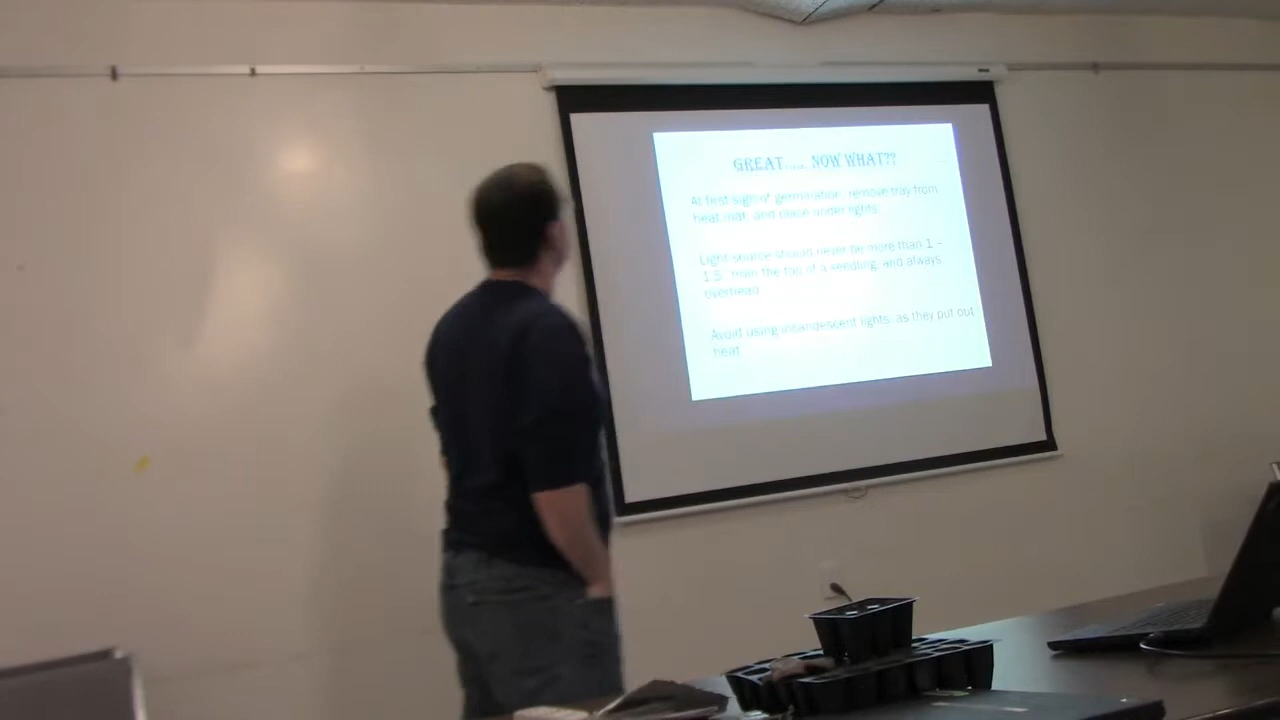 GREAT..... NOW WHAT??
At first sign of germination, remove tray from
heat mat, and place under lights
Light source should never be more than 1 –
1.5" from the top of a seedling, and always
overhead
Avoid using incandescent lights, as they put out
heat